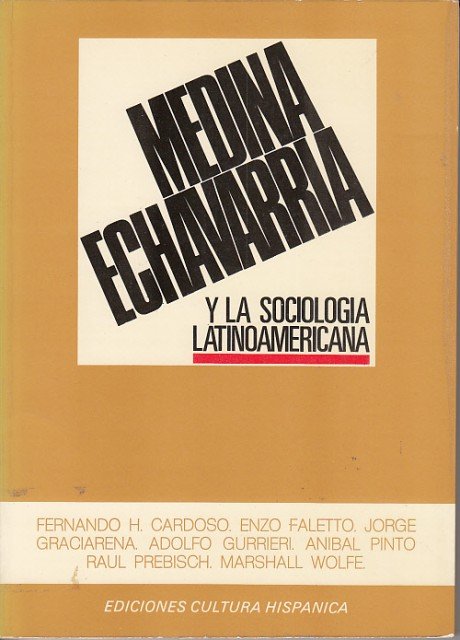 MEDINA
ECHAVARRIA
Y LA SOCIOLOGIA
LATINOAMERICANA
FERNANDO H. CARDOSO. ENZO FALETTO. JORGE
GRACIARENA. ADOLFO GURRIERI. ANIBAL PINTO
RAUL PREBISCH. MARSHALL WOLFE.
EDICIONES CULTURA HISPANICA